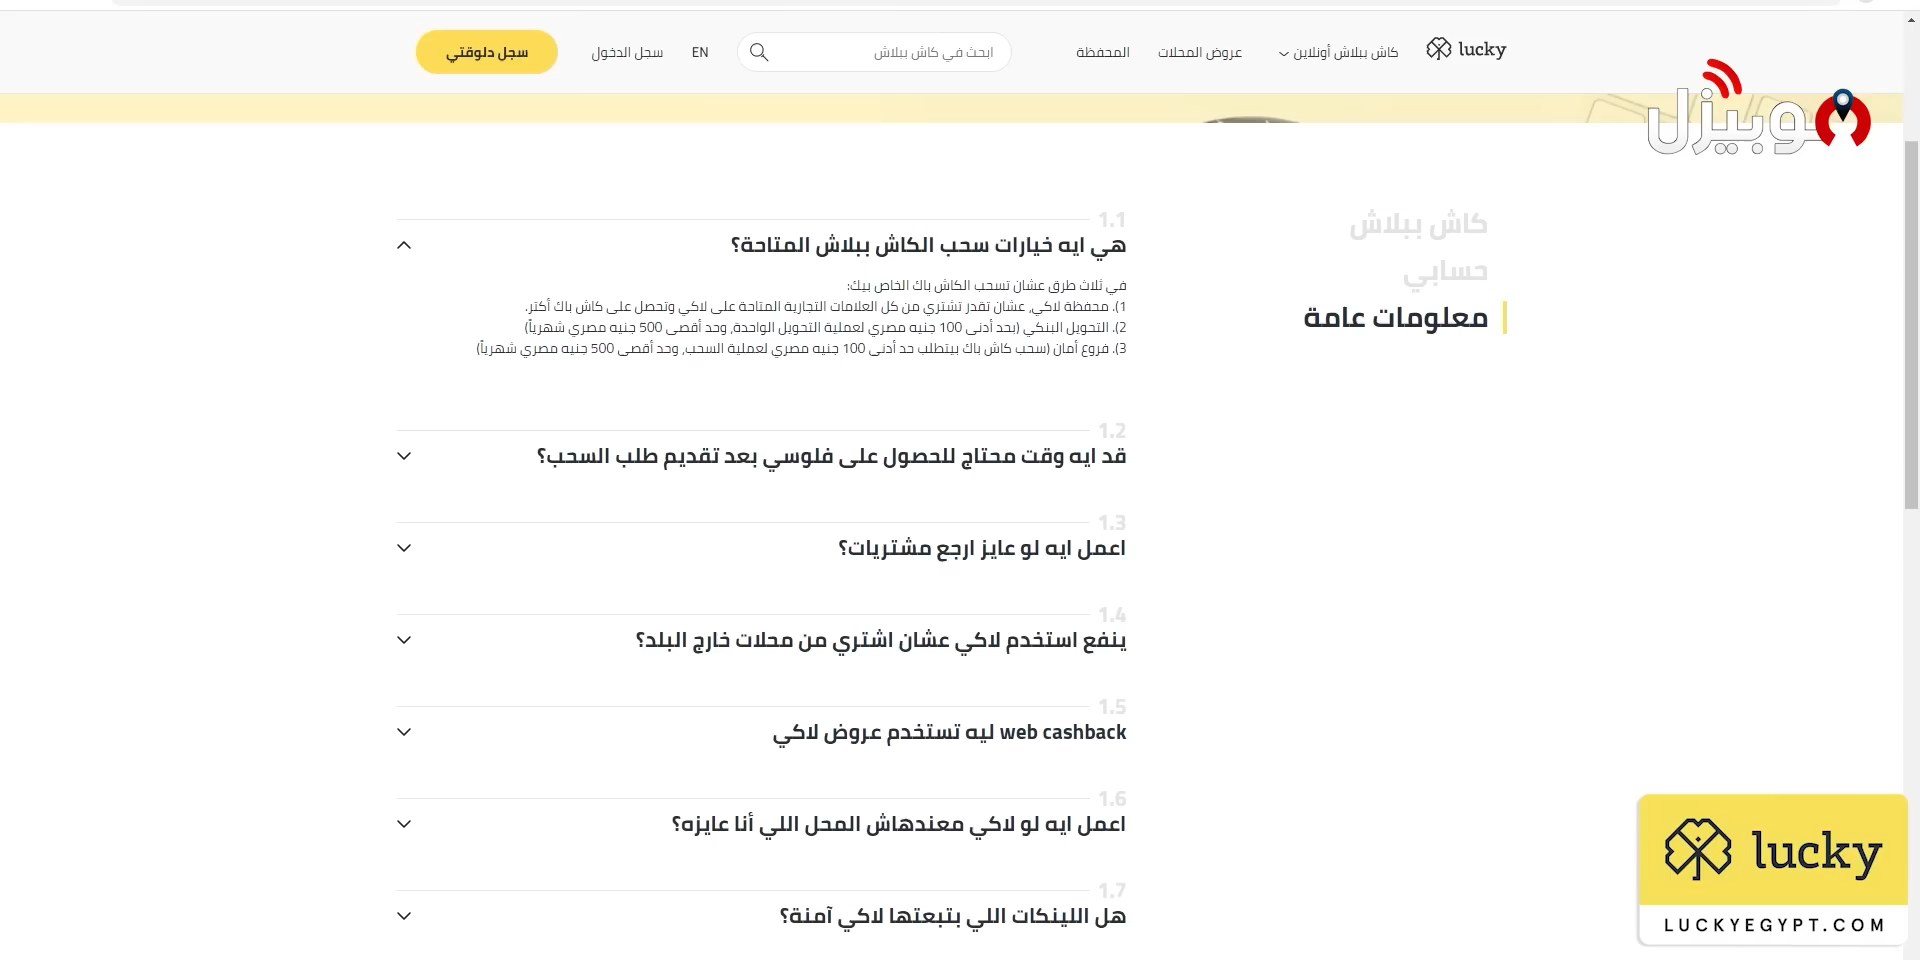 lucky
كاش ببلاش أونلاين
عروض المحلات
المحفظة
ابحث في كاش ببلاش
EN
سجل الدخول
سجل دلوقتي
موبيزل
كاش ببلاش
حسابي
معلومات عامة
1.1
هي ايه خيارات سحب الكاش ببلاش المتاحة؟
في ثلاث طرق عشان تسحب الكاش باك الخاص بيك:
1). محفظة لاكي, عشان تقدر تشتري من كل العلامات التجارية المتاحة على لاكي وتحصل على كاش باك أكتر.
2). التحويل البنكي (بحد أدنى 100 جنيه مصري لعملية التحويل الواحدة, وحد أقصى 500 جنيه مصري شهرياً)
3). فروع أمان (سحب كاش باك بيتطلب حد أدنى 100 جنيه مصري لعملية السحب, وحد أقصى 500 جنيه مصري شهرياً)
1.2
قد ايه وقت محتاج للحصول على فلوسي بعد تقديم طلب السحب؟
1.3
اعمل ايه لو عايز ارجع مشتريات؟
1.4
ينفع استخدم لاكي عشان اشتري من محلات خارج البلد؟
1.5
web cashback ليه تستخدم عروض لاكي
1.6
اعمل ايه لو لاكي معندهاش المحل اللي أنا عايزه؟
1.7
هل اللينكات اللي بتبعتها لاكي آمنة؟
lucky
LUCKYEGYPT.COM